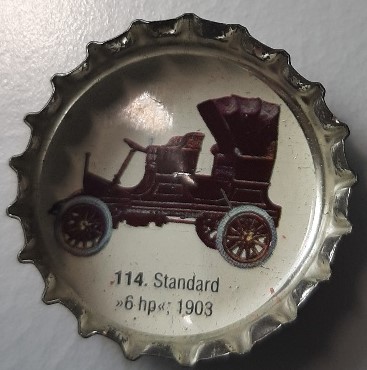 114. Standard
»6 hp«; 1903